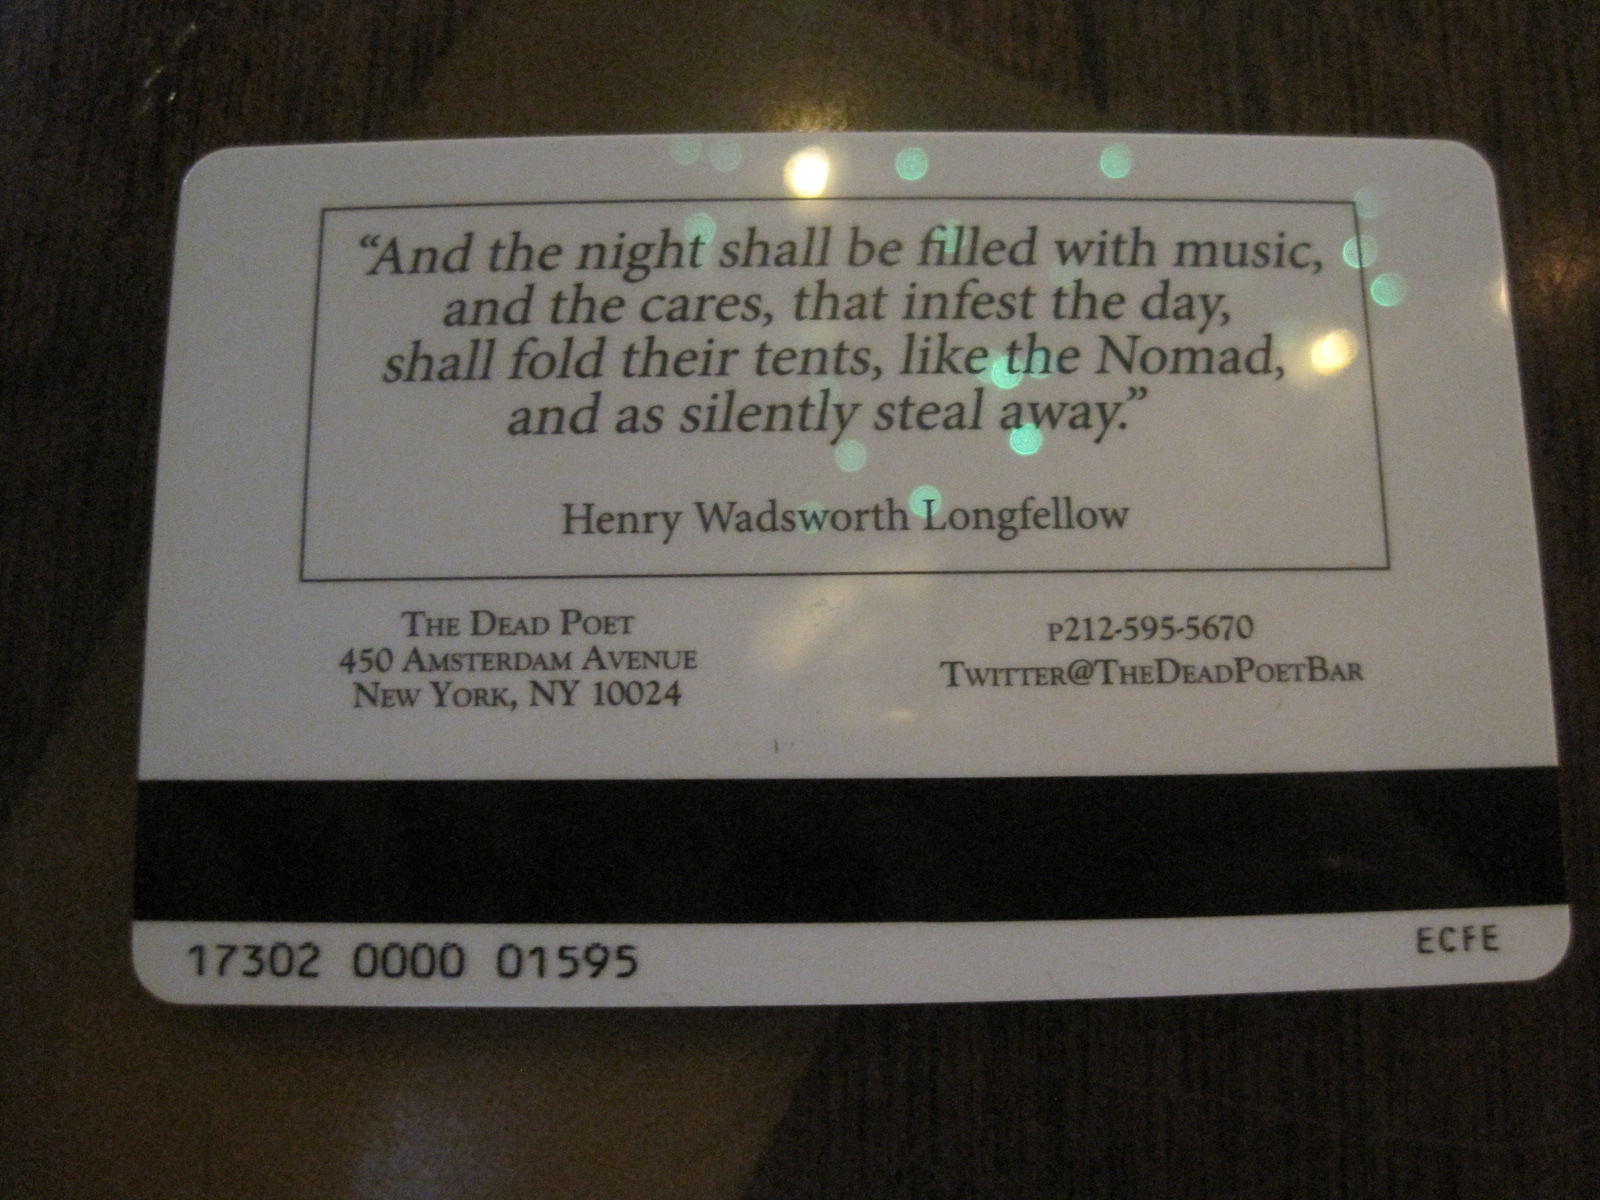 “And the night shall be filled with music,
and the cares, that infest the day,
shall fold their tents, like the Nomad,
and as silently steal away.”
Henry Wadsworth Longfellow
The Dead Poet
450 Amsterdam Avenue
New York, NY 10024
P212-595-5670
Twitter@TheDeadPoetBar
17302 0000 01595
ECFE